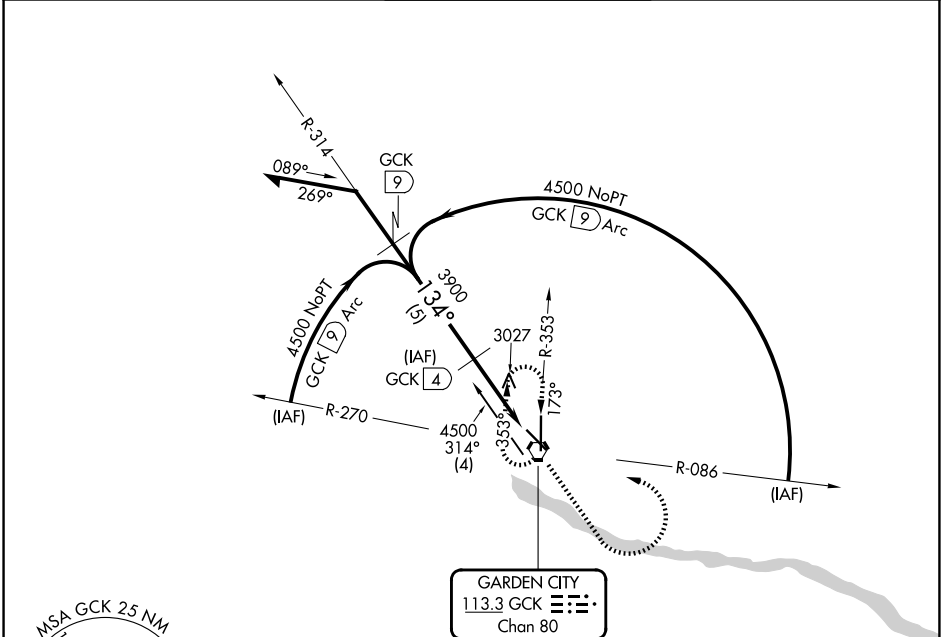 R-314
089°
269°
GCK
9
4500 NoPT
GCK 9 Arc
4500 NoPT
GCK 9 Arc
3900
134°
(5)
(IAF)
GCK 4
3027
R-353
173°
353°
(IAF)
R-270
4500
314°
(4)
R-086
(IAF)
GARDEN CITY
113.3 GCK
Chan 80
MSA GCK 25 NM